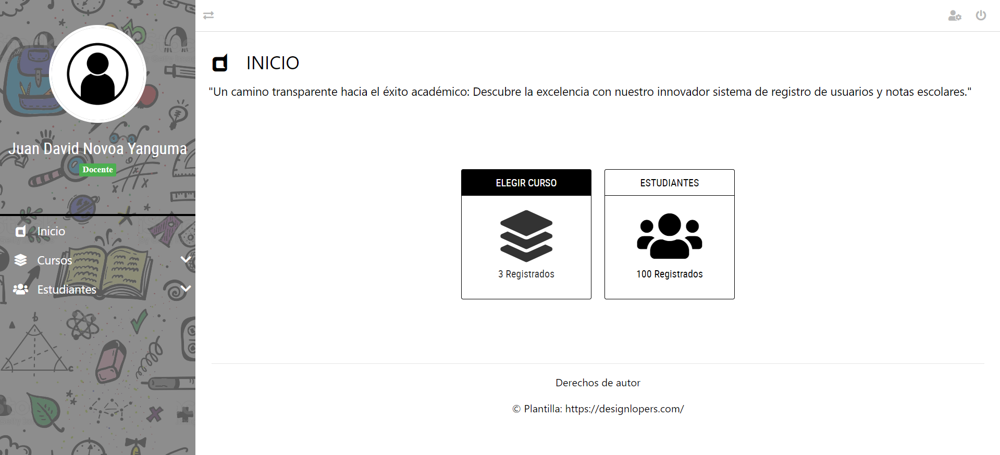 Juan David Novoa Yanguma
Docente
Inicio
Cursos
Estudiantes
INICIO
"Un camino transparente hacia el éxito académico: Descubre la excelencia con nuestro innovador sistema de registro de usuarios y notas escolares."
ELEGIR CURSO
3 Registrados
ESTUDIANTES
100 Registrados
Derechos de autor
© Plantilla: https://designlopers.com/